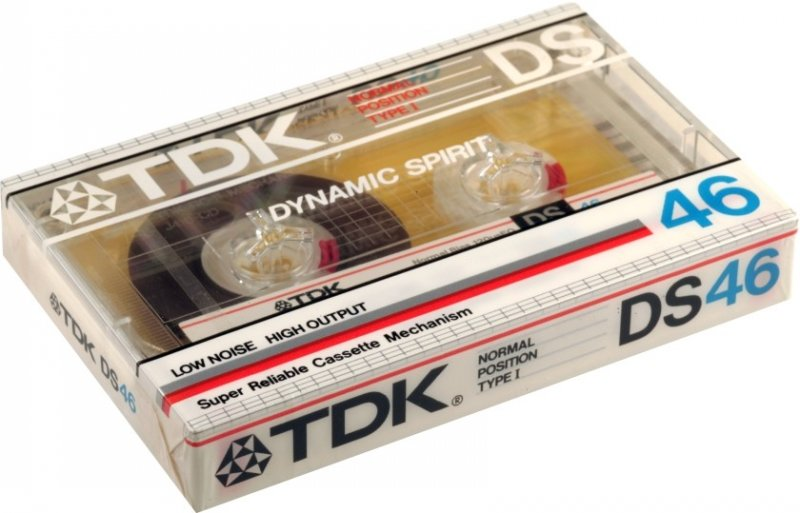 DS
NORMAL
POSITION
TYPE I
TDK®
DYNAMIC SPIRIT
46
DS 46
TDK
LOW NOISE HIGH OUTPUT
Super Reliable Cassette Mechanism
TDK DS46
TDK®
NORMAL
POSITION
TYPE I
DS46